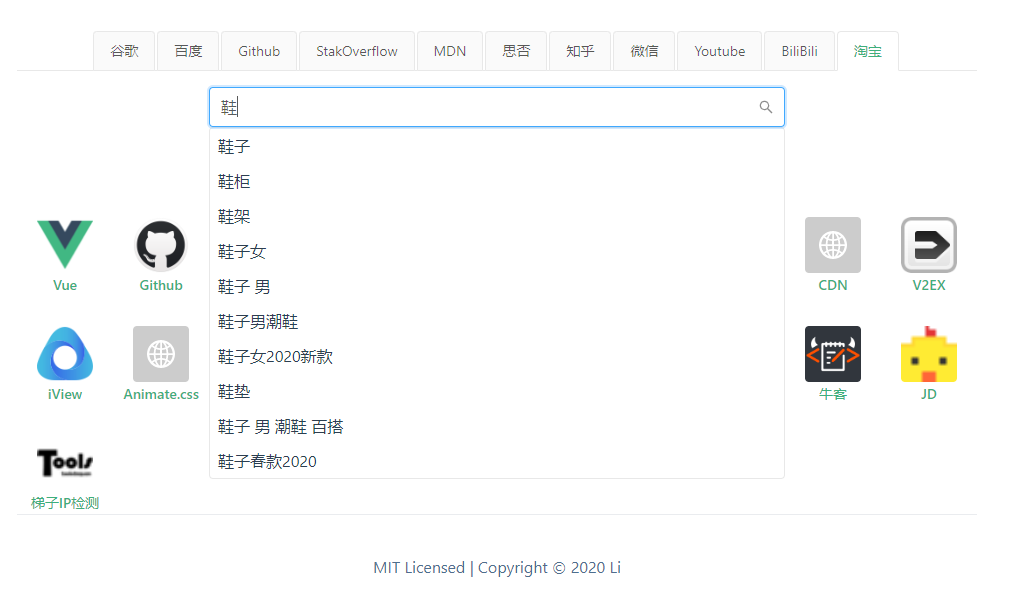 谷歌 百度 Github StakOverflow MDN 思否 知乎 微信 Youtube BiliBili 淘宝
鞋
鞋子
鞋柜
鞋架
鞋子女
鞋子 男
鞋子男潮鞋
鞋子女2020新款
鞋垫
鞋子 男 潮鞋 百搭
鞋子春款2020
Vue Github CDN V2EX
iView Animate.css 牛客 JD
Tools
梯子IP检测
MIT Licensed | Copyright © 2020 Li